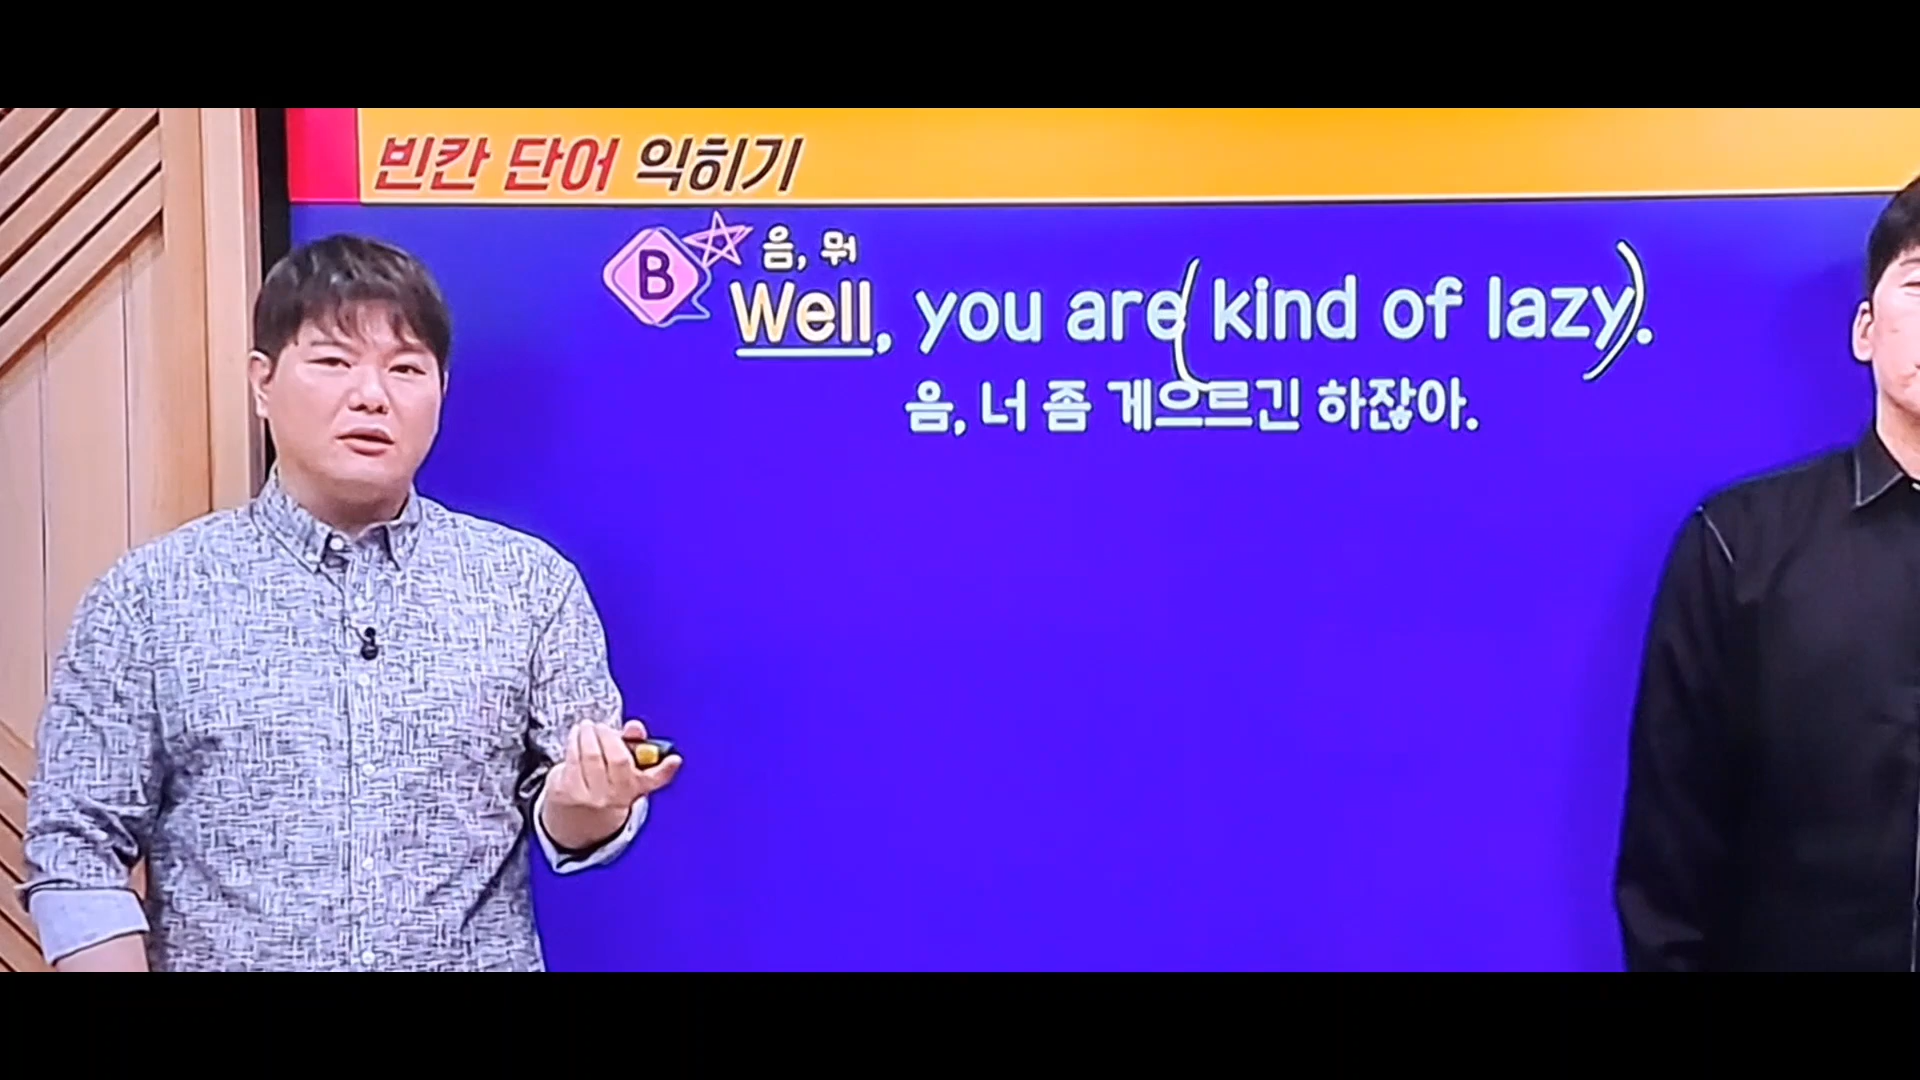 빈칸 단어 익히기
B 음, 뭐
Well, you are (kind of lazy).
음, 너 좀 게으르긴 하잖아.